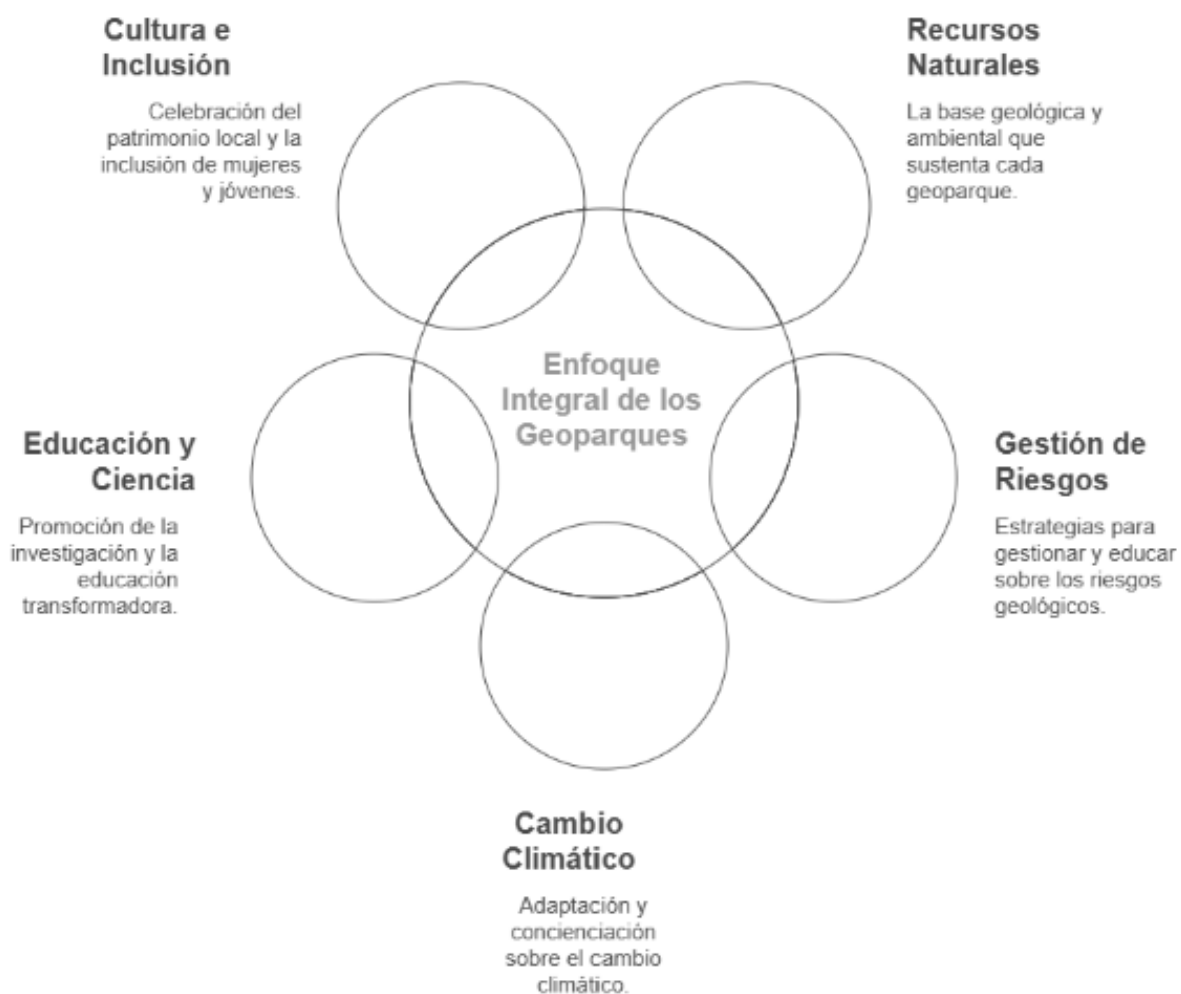 Cultura e
Inclusión
Celebración del
patrimonio local y la
inclusión de mujeres
y jóvenes.
Recursos
Naturales
La base geológica y
ambiental que
sustenta cada
geoparque.
Enfoque
Integral de los
Geoparques
Educación y
Ciencia
Promoción de la
investigación y la
educación
transformadora.
Gestión de
Riesgos
Estrategias para
gestionar y educar
sobre los riesgos
geológicos.
Cambio
Climático
Adaptación y
concienciación
sobre el cambio
climático.